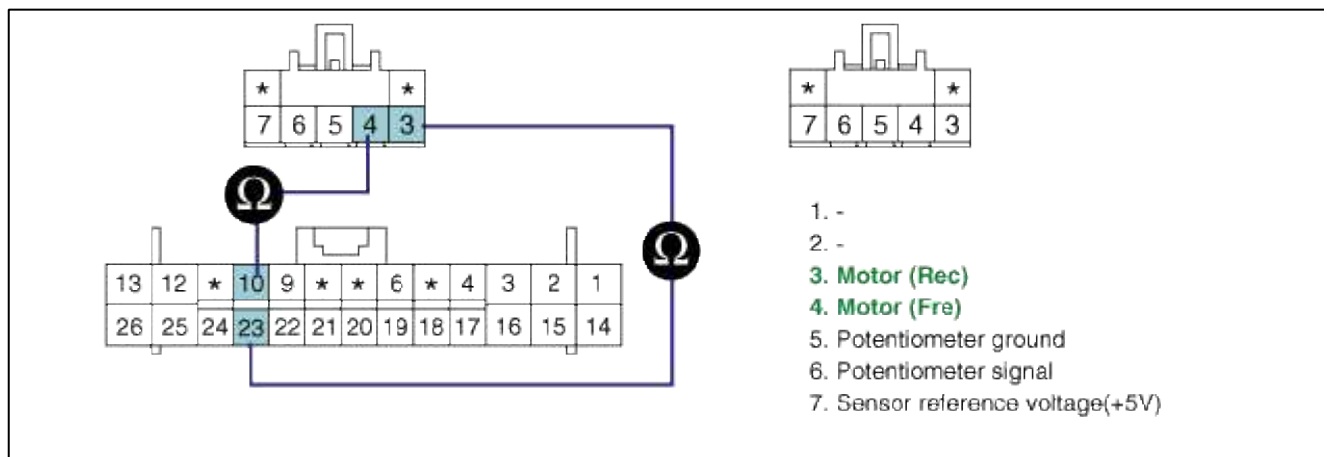 * *
7 6 5 4 3
* *
7 6 5 4 3
Ω
Ω
13 12 * 10 9 * * 6 * 4 3 2 1
26 25 24 23 22 21 20 19 18 17 16 15 14
1. -
2. -
3. Motor (Rec)
4. Motor (Fre)
5. Potentiometer ground
6. Potentiometer signal
7. Sensor reference voltage(+5V)